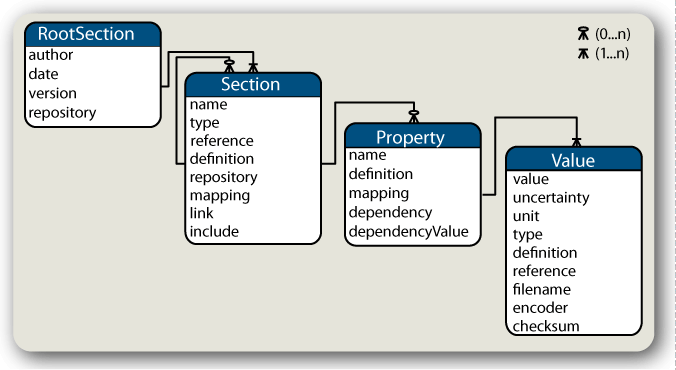 RootSection
author
date
version
repository
(0...n)
(1...n)
Section
name
type
reference
definition
repository
mapping
link
include
Property
name
definition
mapping
dependency
dependencyValue
Value
value
uncertainty
unit
type
definition
reference
filename
encoder
checksum